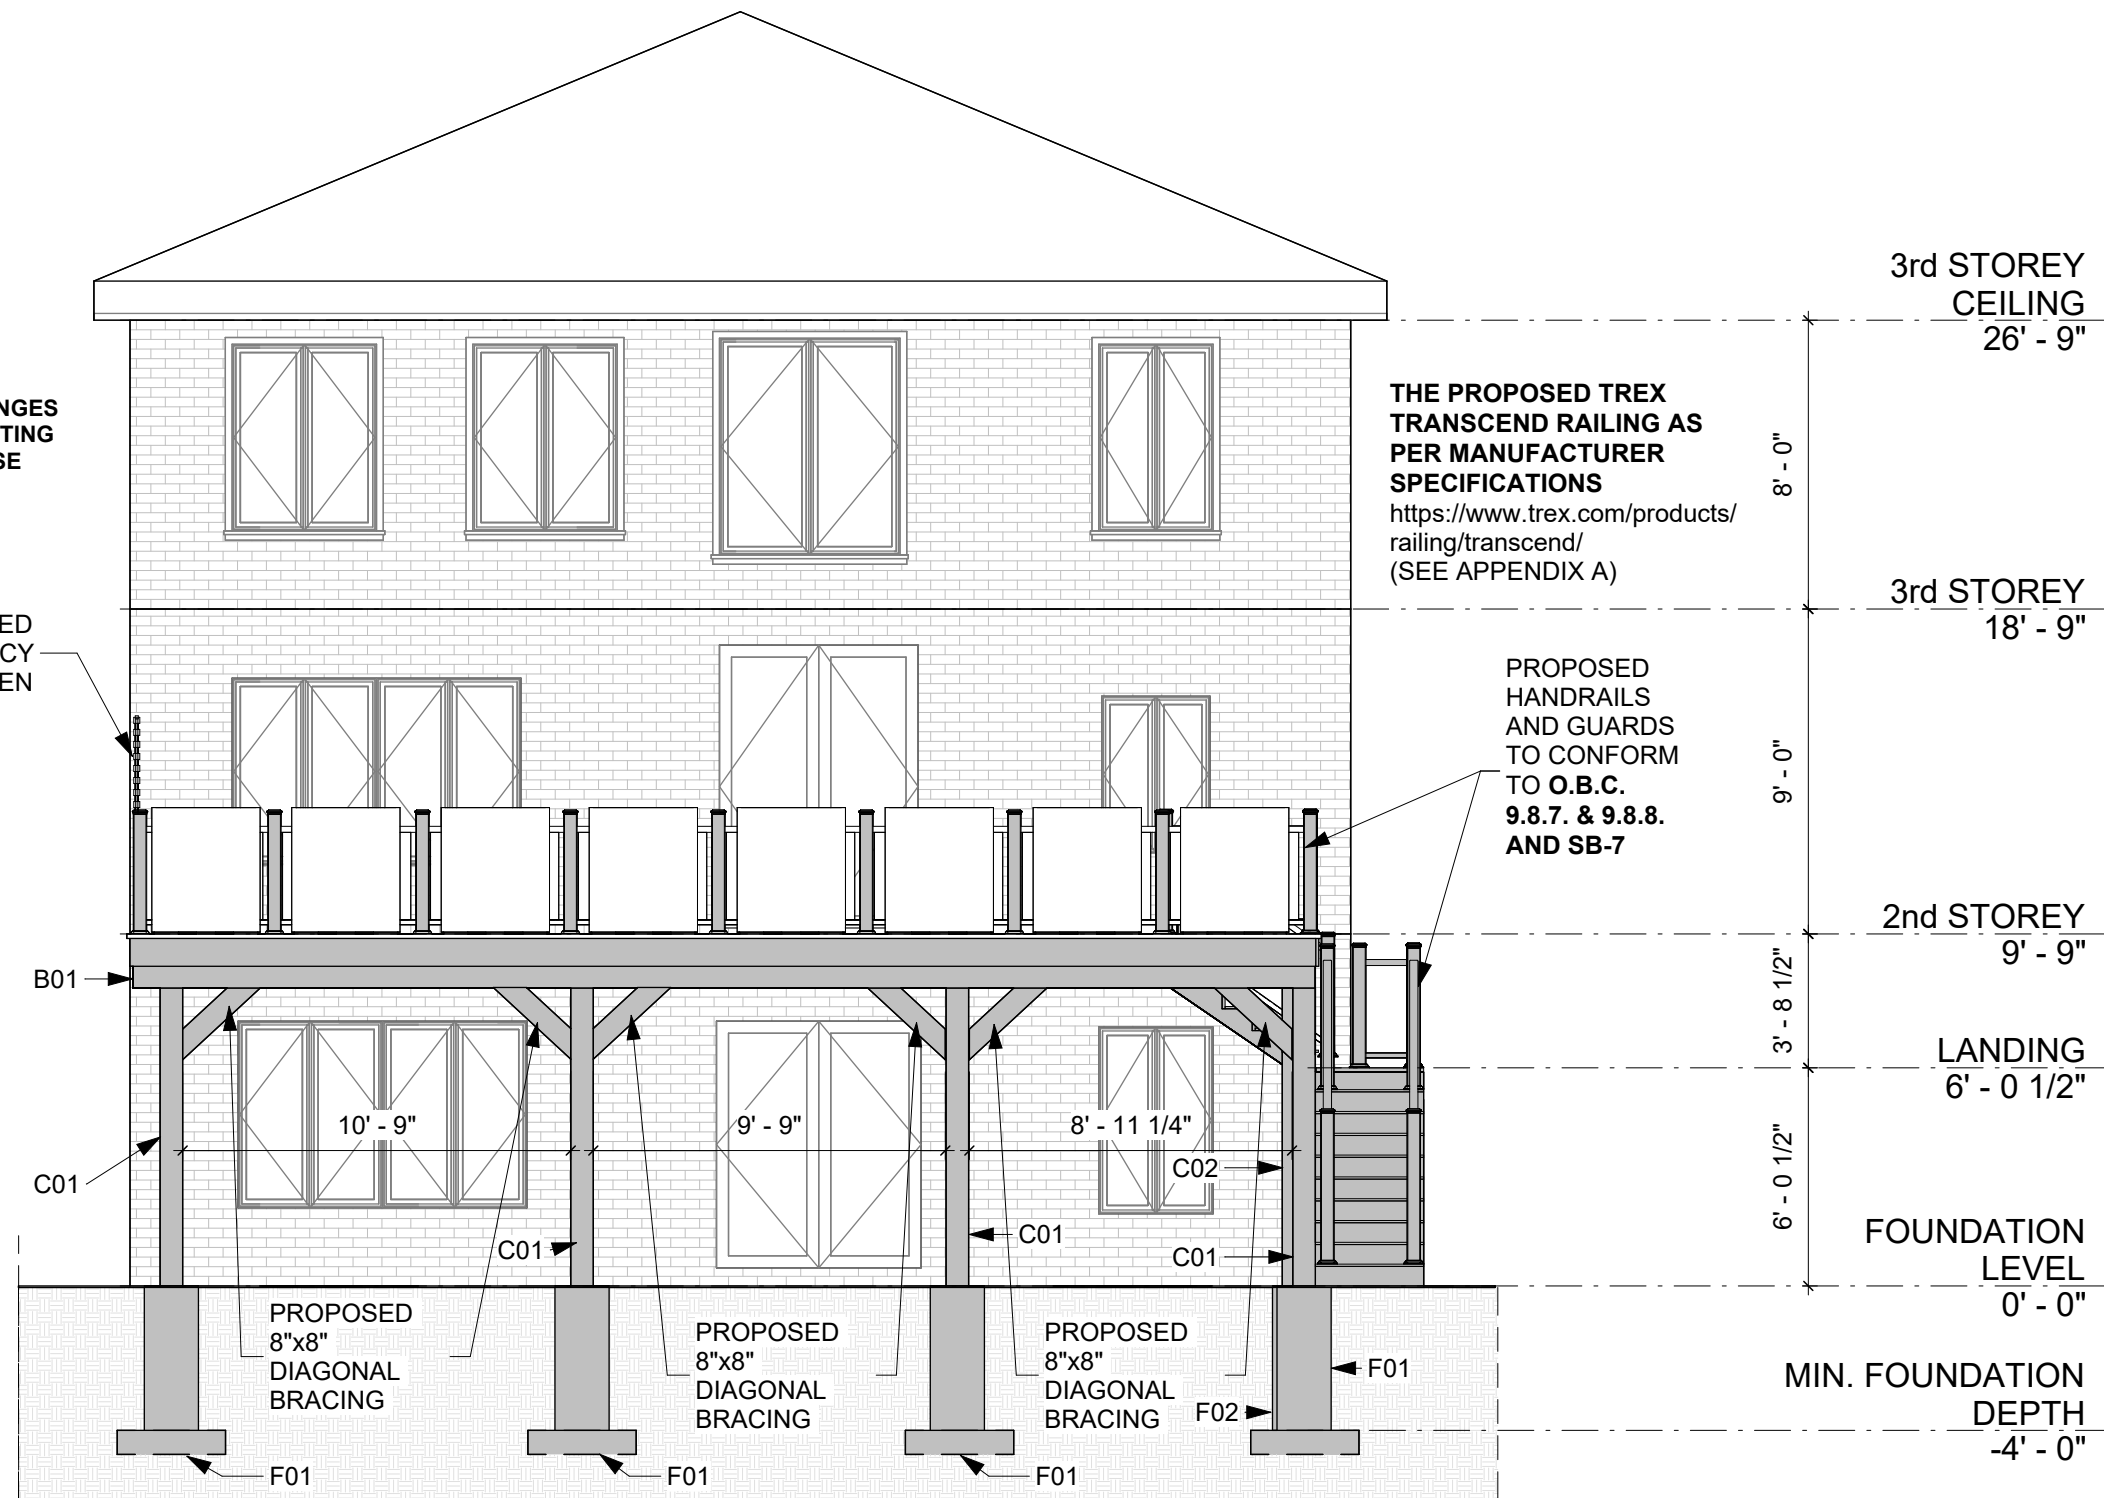 3rd STOREY
CEILING
26' - 9"
THE PROPOSED TREX
TRANSCEND RAILING AS
PER MANUFACTURER
SPECIFICATIONS
https://www.trex.com/products/
railing/transcend/
(SEE APPENDIX A)
8' - 0"
NGES
TING
SE
3rd STOREY
18' - 9"
ED
CY
EN
PROPOSED
HANDRAILS
AND GUARDS
TO CONFORM
TO O.B.C.
9.8.7. & 9.8.8.
AND SB-7
9' - 0"
2nd STOREY
9' - 9"
B01
3' - 8 1/2"
LANDING
6' - 0 1/2"
10' - 9"
9' - 9"
8' - 11 1/4"
C01
C02
6' - 0 1/2"
C01
C01
C01
FOUNDATION
LEVEL
0' - 0"
PROPOSED
8"x8"
DIAGONAL
BRACING
PROPOSED
8"x8"
DIAGONAL
BRACING
PROPOSED
8"x8"
DIAGONAL
BRACING
F01
F02
MIN. FOUNDATION
DEPTH
-4' - 0"
F01
F01
F01